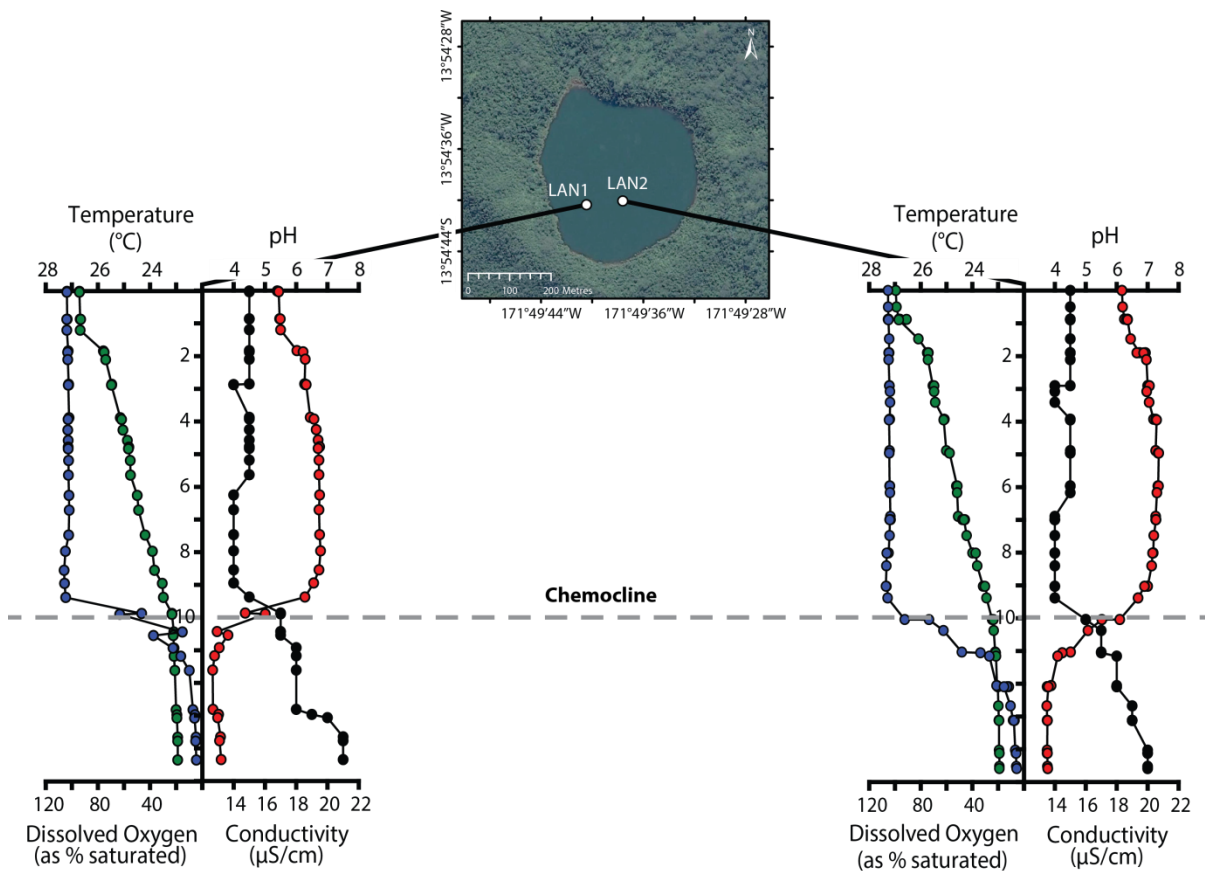 13°54'28"W
13°54'36"W
13°54'44"S
N
LAN1
LAN2
0 100 200 Metres
171°49'44"W
171°49'36"W
171°49'28"W
Temperature
(°C)
pH
28 26 24
4 5 6 7 8
2
4
6
8
10
120 80 40
14 16 18 20 22
Dissolved Oxygen
(as % saturated)
Conductivity
(µS/cm)
Chemocline
Temperature
(°C)
pH
28 26 24
4 5 6 7 8
2
4
6
8
10
120 80 40
14 16 18 20 22
Dissolved Oxygen
(as % saturated)
Conductivity
(µS/cm)